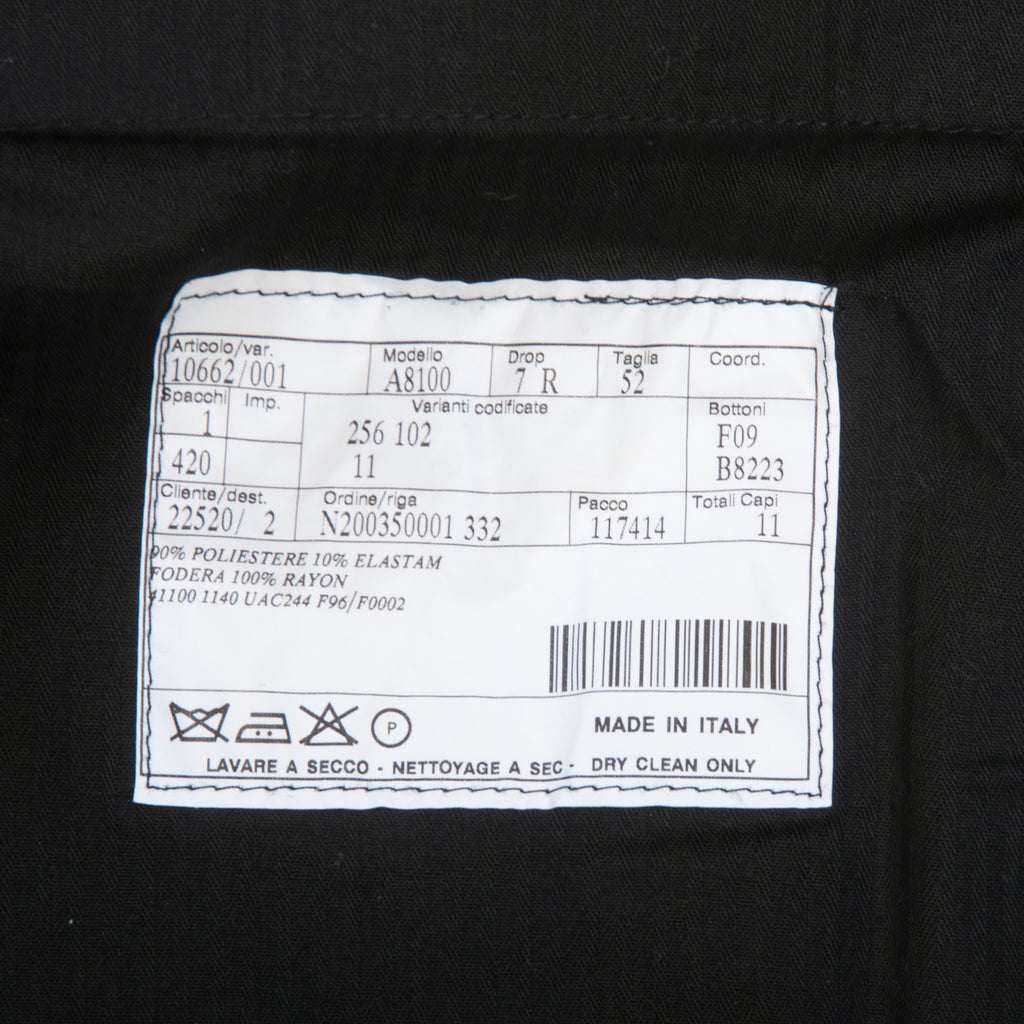 Articolo/var. Modello Drop Taglia Coord.
10662/001 A8100 7 R 52
Spacchi Imp. Varianti codificate Bottoni
1 256 102 F09
420 11 B8223
Cliente/dest. Ordine/riga Pacco Totali Capi
22520/ 2 N200350001 332 117414 11
90% POLIESTERE 10% ELASTAM
FODERA 100% RAYON
41100 1140 UAC244 F96/F0002
P
MADE IN ITALY
LAVARE A SECCO - NETTOYAGE A SEC - DRY CLEAN ONLY